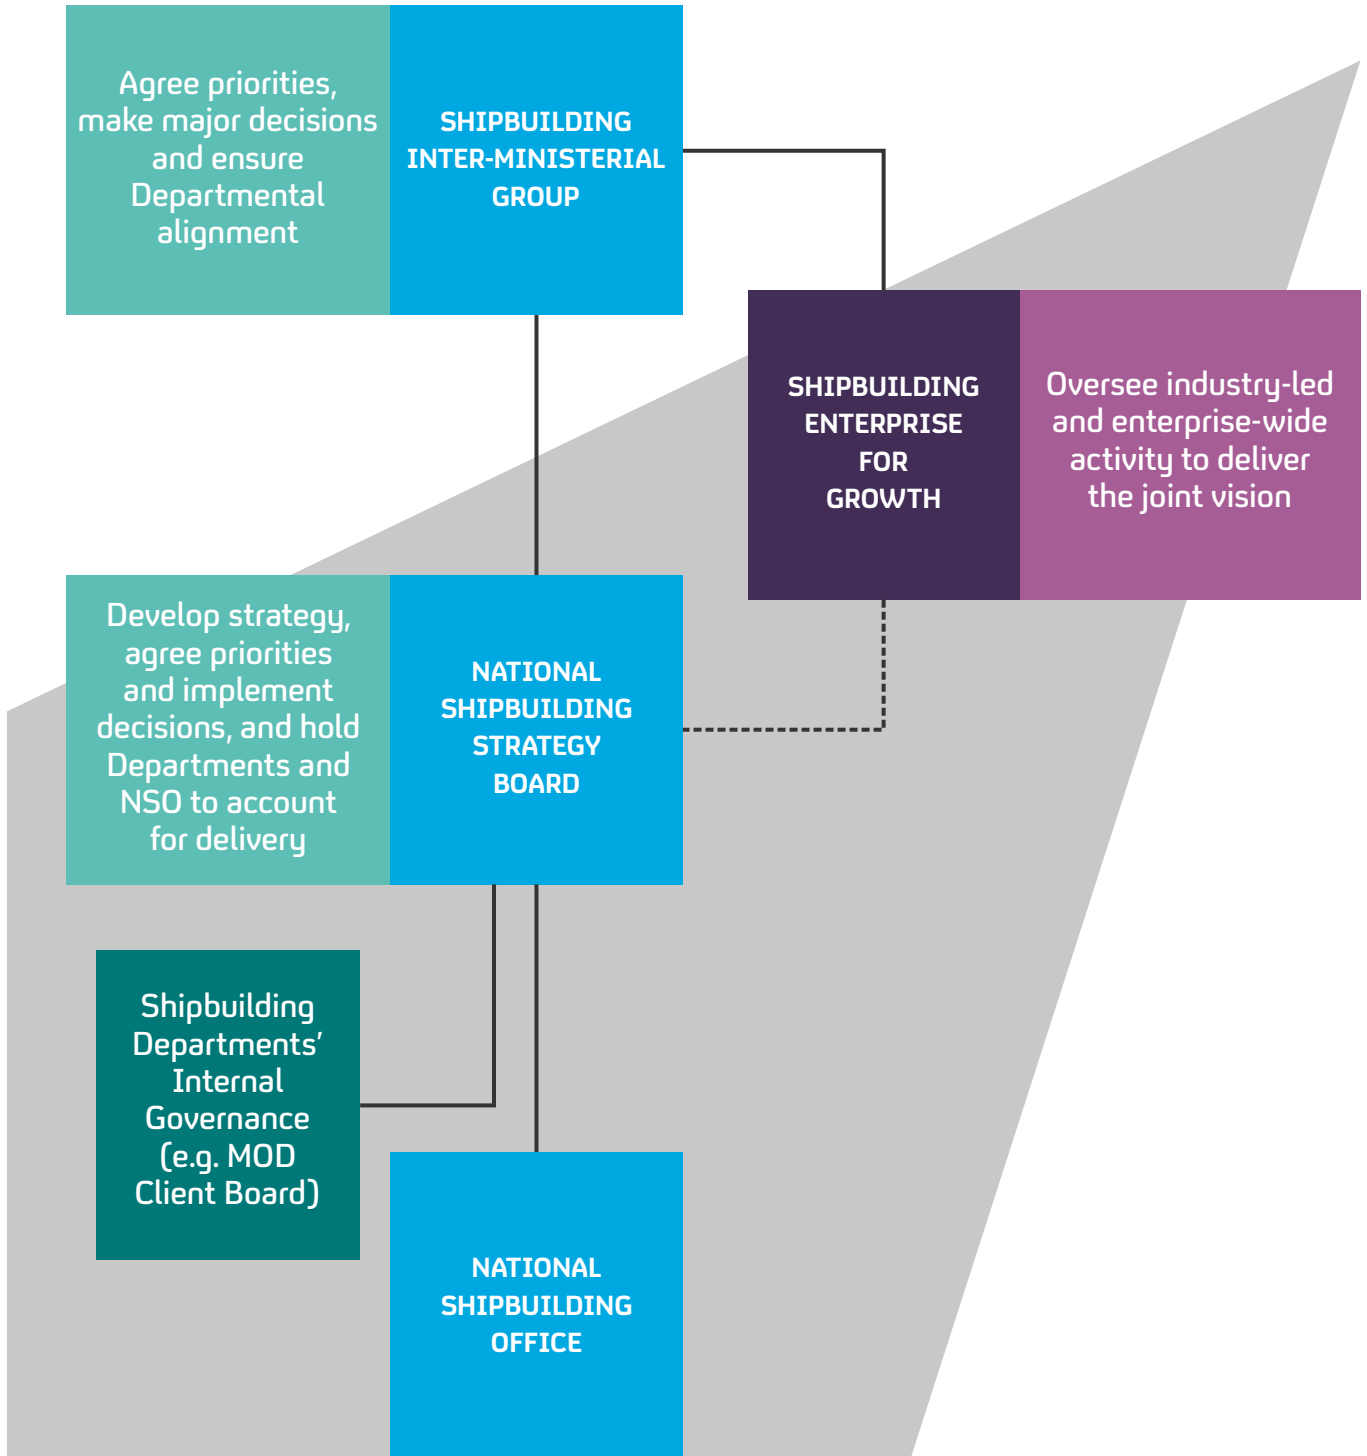 Agree priorities,
make major decisions
and ensure
Departmental
alignment
SHIPBUILDING
INTER-MINISTERIAL
GROUP
SHIPBUILDING
ENTERPRISE
FOR
GROWTH
Oversee industry-led
and enterprise-wide
activity to deliver
the joint vision
Develop strategy,
agree priorities
and implement
decisions, and hold
Departments and
NSO to account
for delivery
NATIONAL
SHIPBUILDING
STRATEGY
BOARD
Shipbuilding
Departments’
Internal
Governance
(e.g. MOD
Client Board)
NATIONAL
SHIPBUILDING
OFFICE